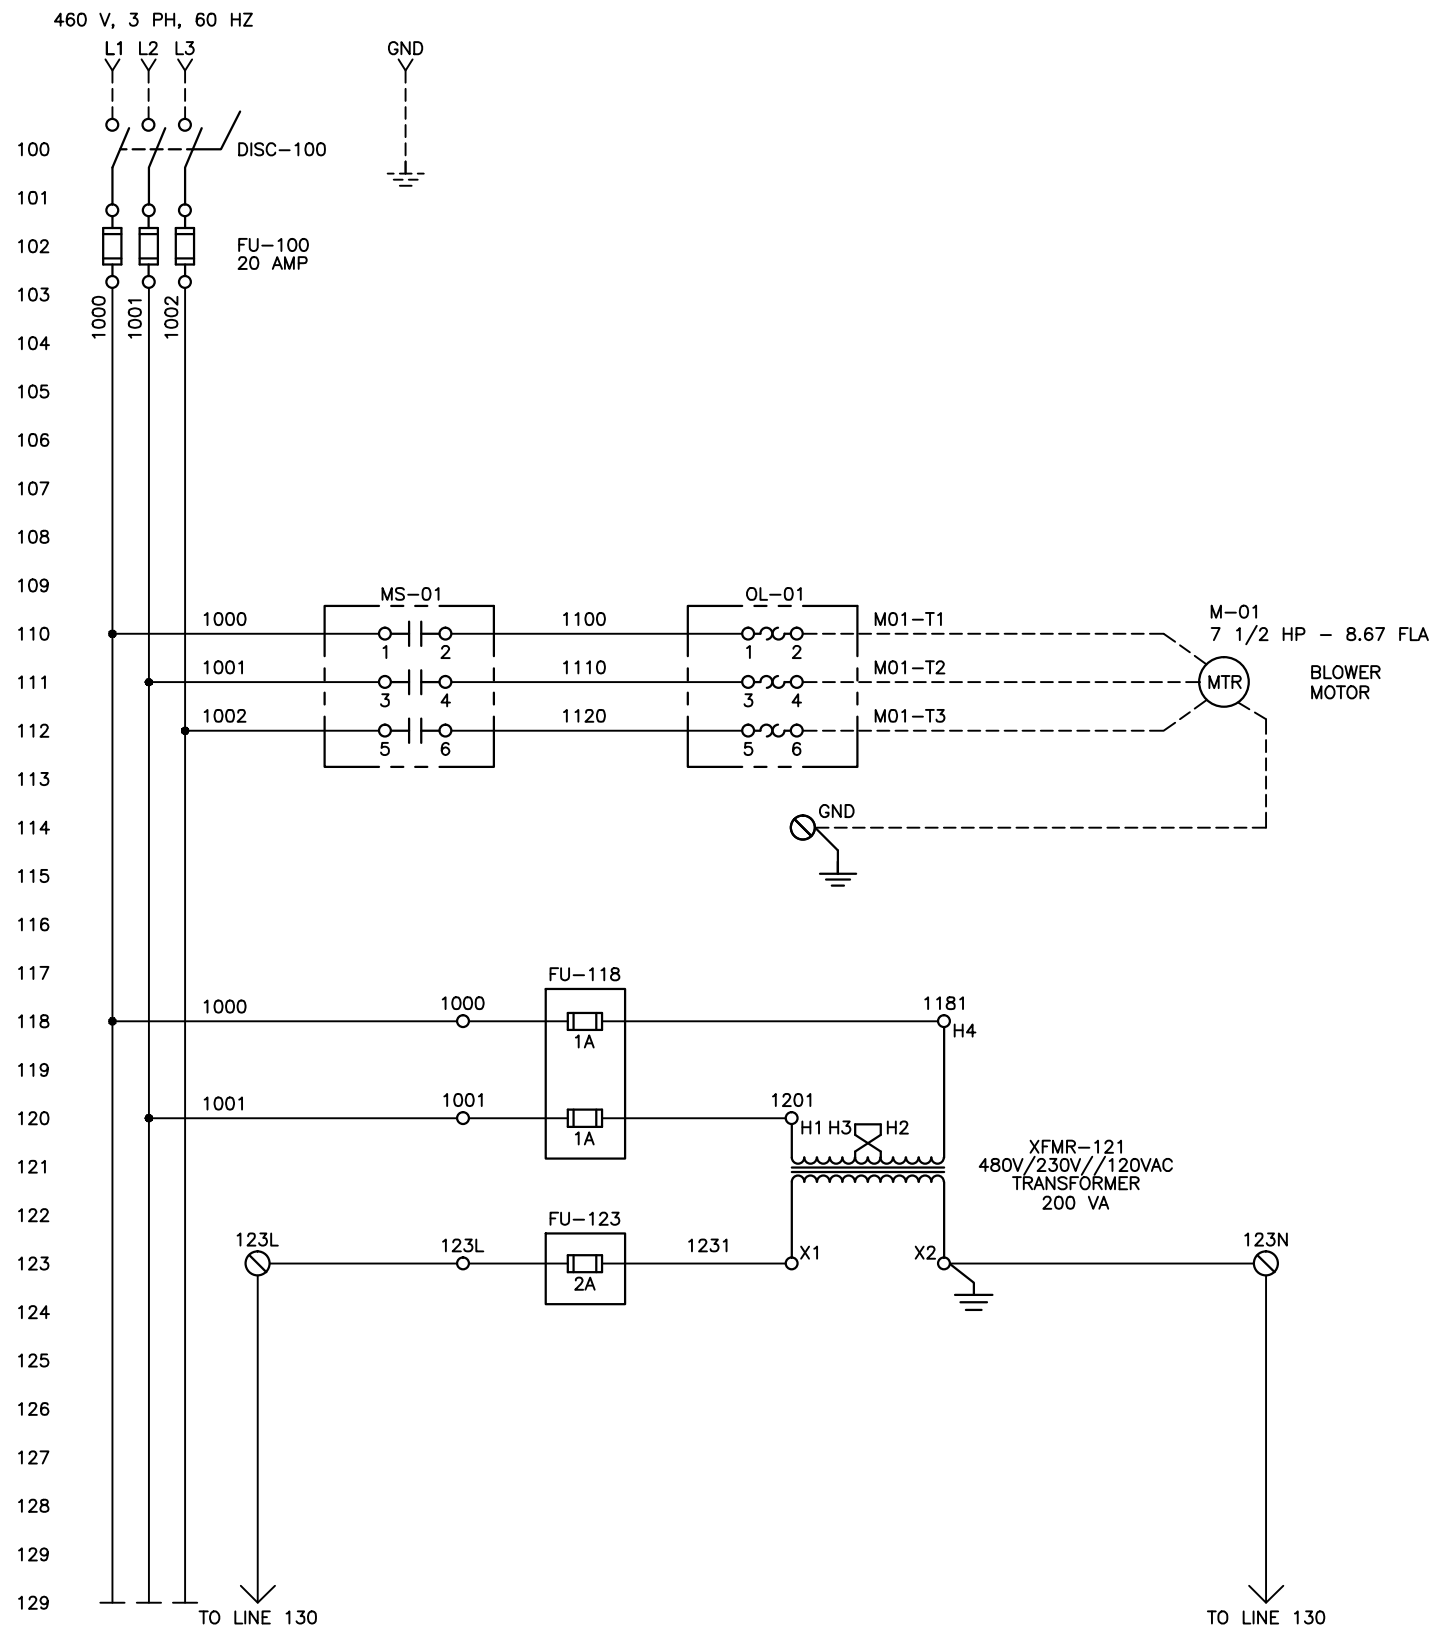 460 V, 3 PH, 60 HZ
L1 L2 L3 GND
100 DISC-100
101
102 FU-100
20 AMP
103
1000 1001 1002
104
105
106
107
108
109
MS-01 OL-01
M-01
110 1000 1100 M01-T1 7 1/2 HP - 8.67 FLA
1 2 1 2
111 1001 1110 M01-T2 MTR BLOWER
MOTOR
3 4 3 4
112 1002 1120 M01-T3
5 6 5 6
113
GND
114
115
116
117 FU-118
1000 1000 1181
118 H4
1A
119
1001 1001 1201
120 H1 H3 H2
1A
XFMR-121
121 480V/230V//120VAC
TRANSFORMER
200 VA
122 FU-123
123L 123L 1231 X1 X2 123N
123
2A
124
125
126
127
128
129
129
TO LINE 130 TO LINE 130